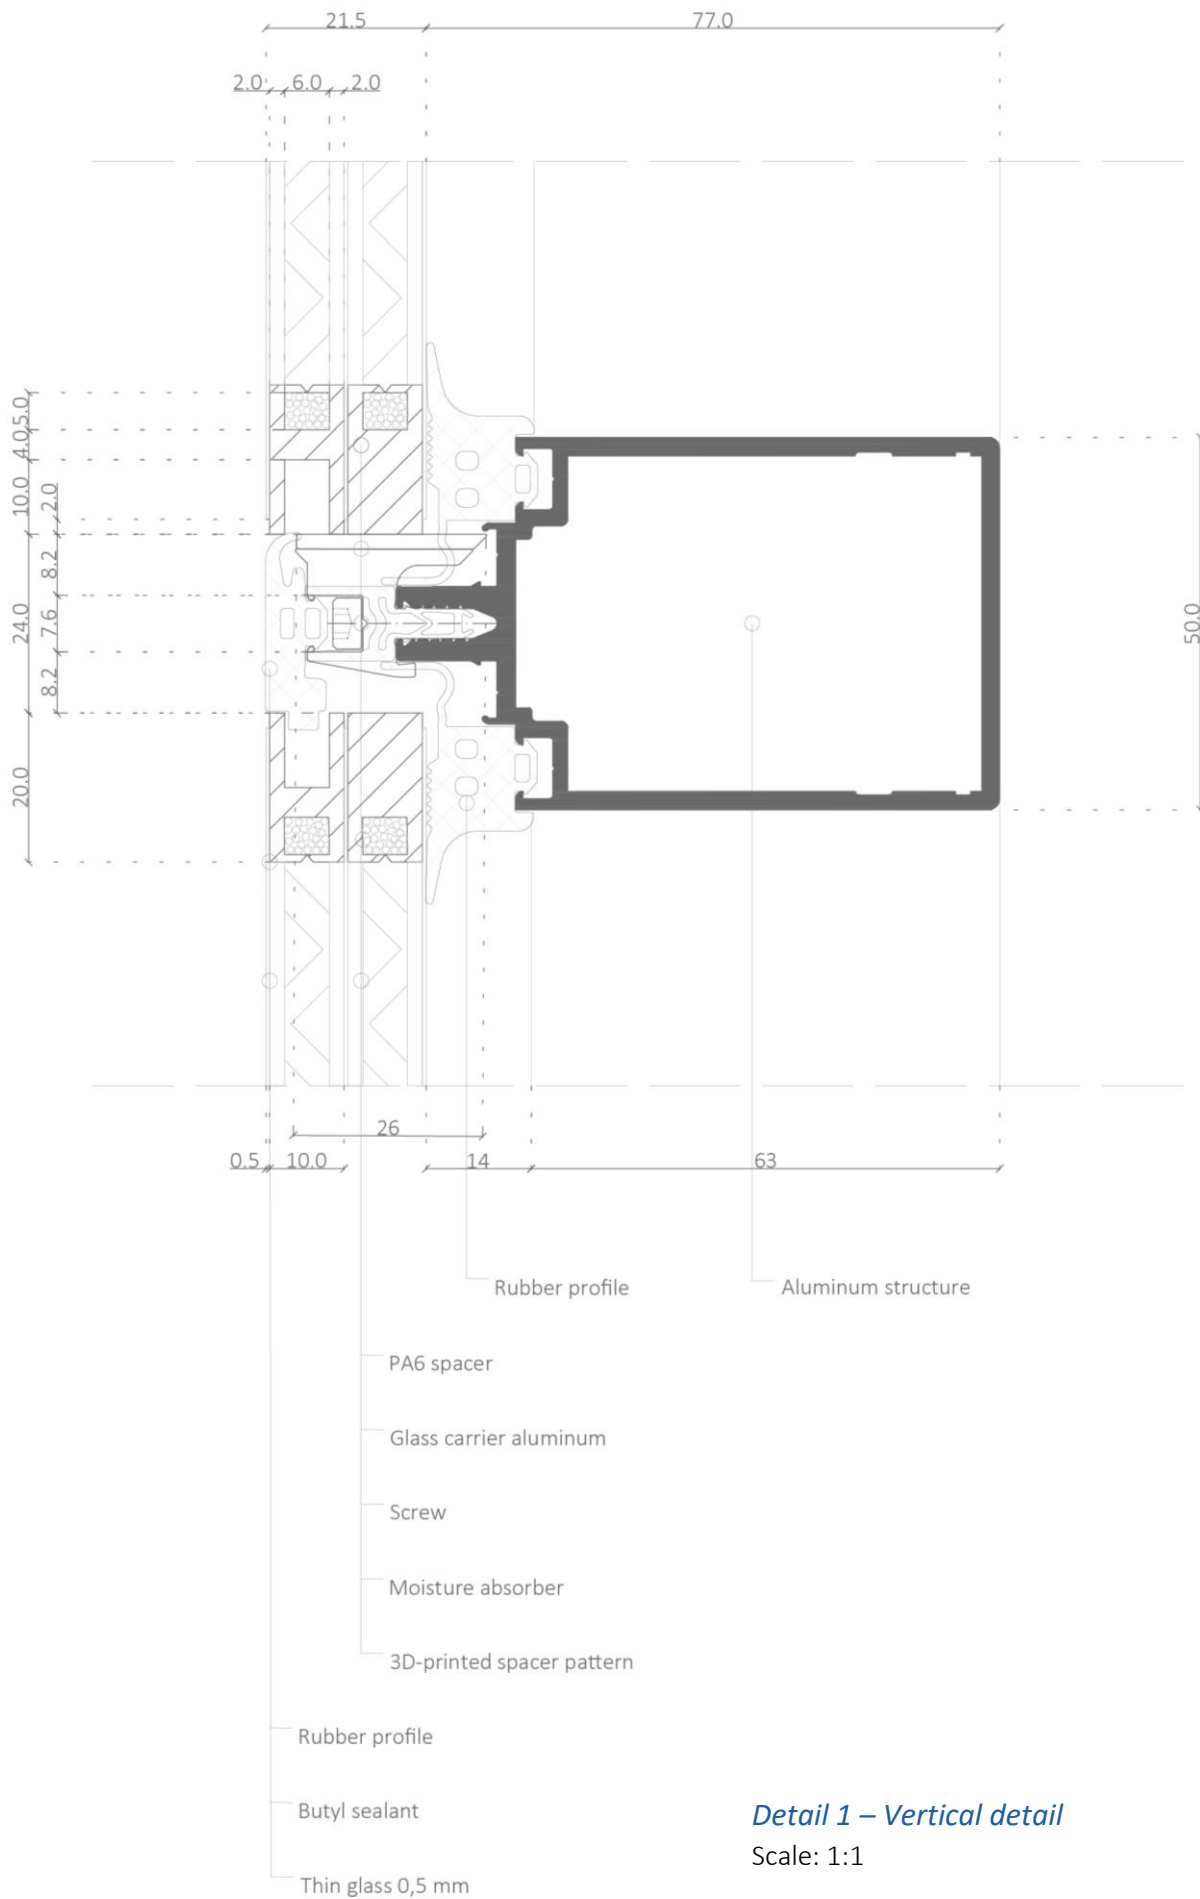 21.5
77.0
2.0
6.0
2.0
5.0
4.0
10.0
2.0
8.2
24.0
7.6
8.2
20.0
50.0
26
0.5
10.0
14
63
Rubber profile
Aluminum structure
PA6 spacer
Glass carrier aluminum
Screw
Moisture absorber
3D-printed spacer pattern
Rubber profile
Butyl sealant
Thin glass 0,5 mm
Detail 1 – Vertical detail
Scale: 1:1